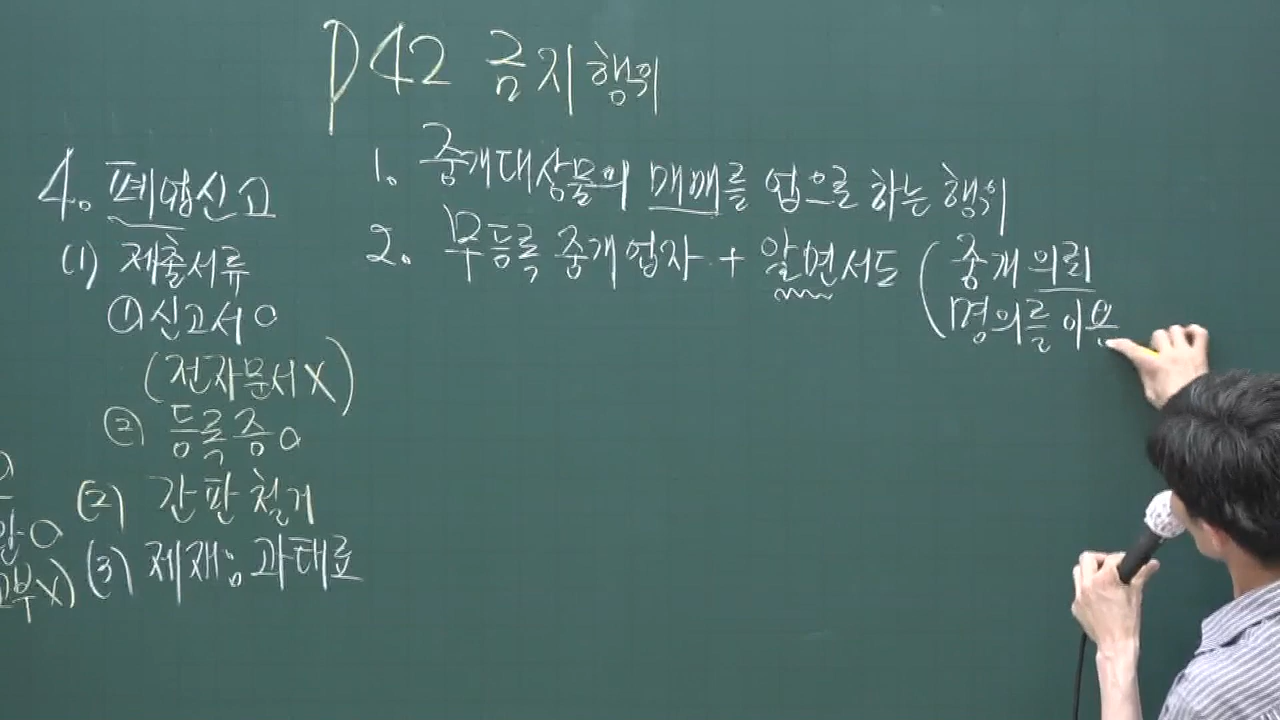 P42 금지행위
4. 폐업신고
(1) 제출서류
① 신고서 O
(전자문서 X)
② 등록증 O
(2) 간판철거
(3) 제재: 과태료
1. 중개대상물의 매매를 업으로 하는 행위
2. 무등록 중개업자 + 알면서도 (중개의뢰
명의를 이용